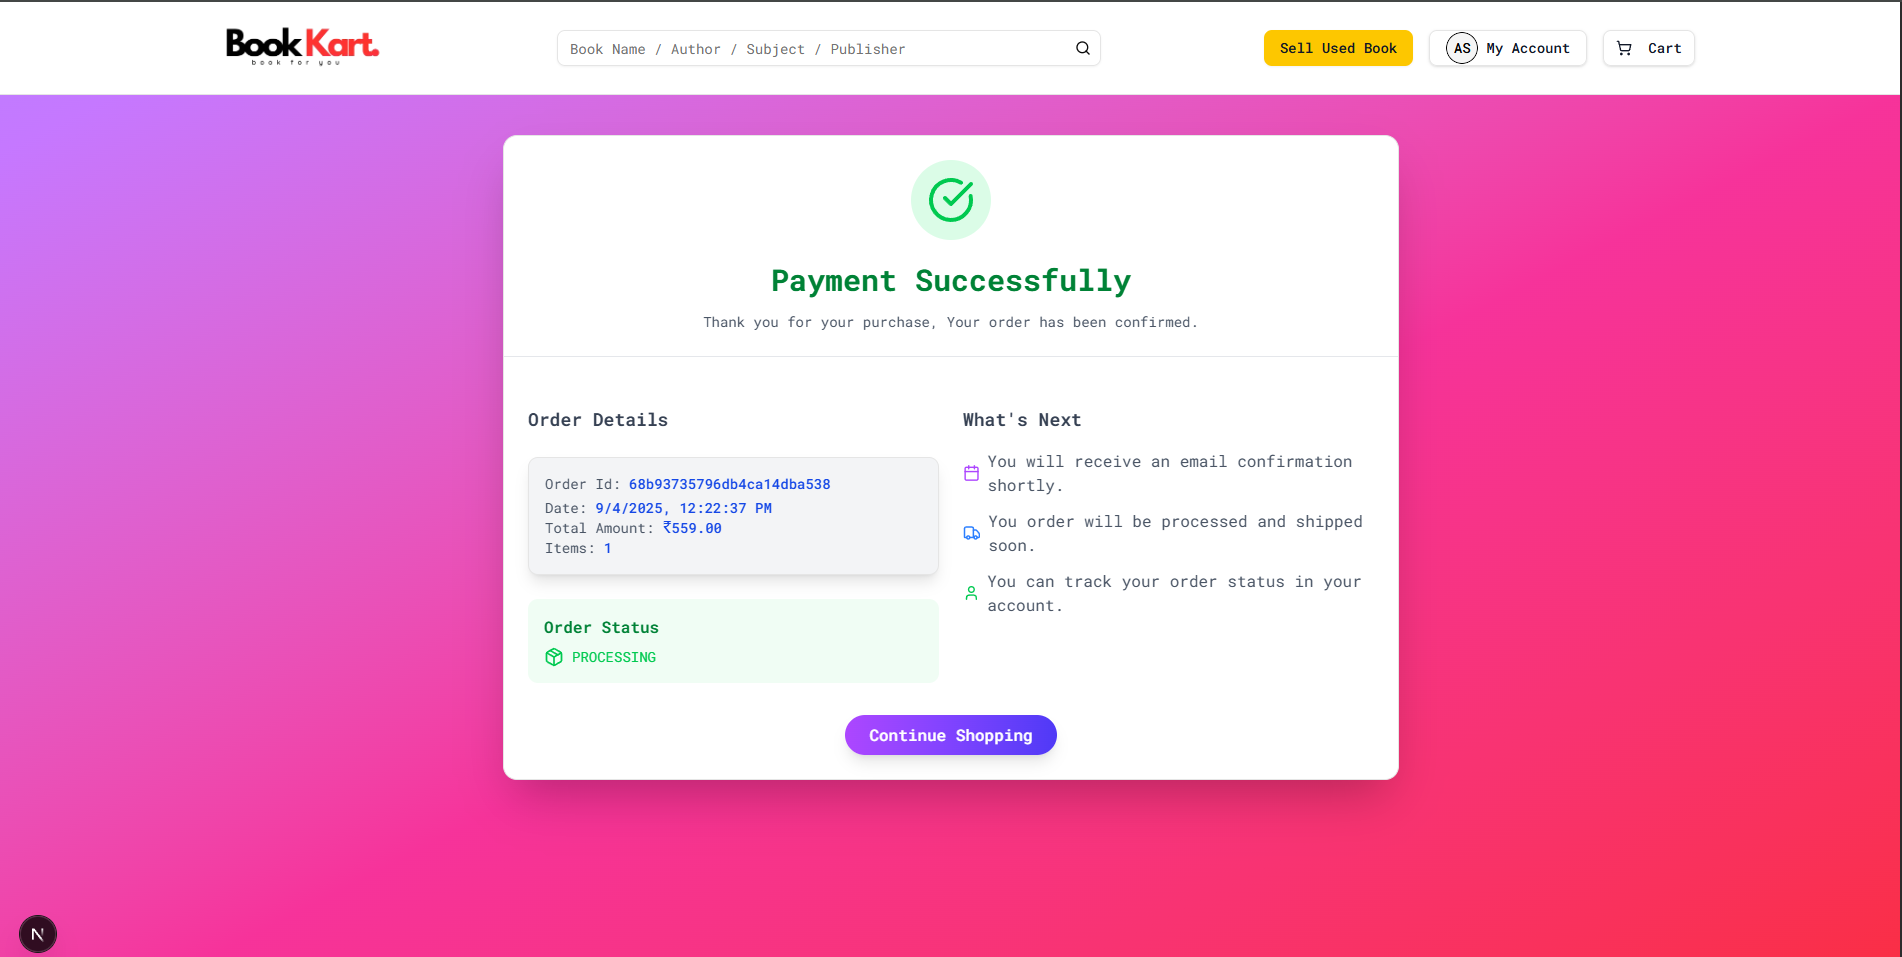 Book Kart.
book for you
Book Name / Author / Subject / Publisher
Sell Used Book
AS My Account
Cart
Payment Successfully
Thank you for your purchase, Your order has been confirmed.
Order Details
Order Id: 68b93735796db4ca14dba538
Date: 9/4/2025, 12:22:37 PM
Total Amount: ₹559.00
Items: 1
Order Status
PROCESSING
What's Next
You will receive an email confirmation
shortly.
You order will be processed and shipped
soon.
You can track your order status in your
account.
Continue Shopping
N